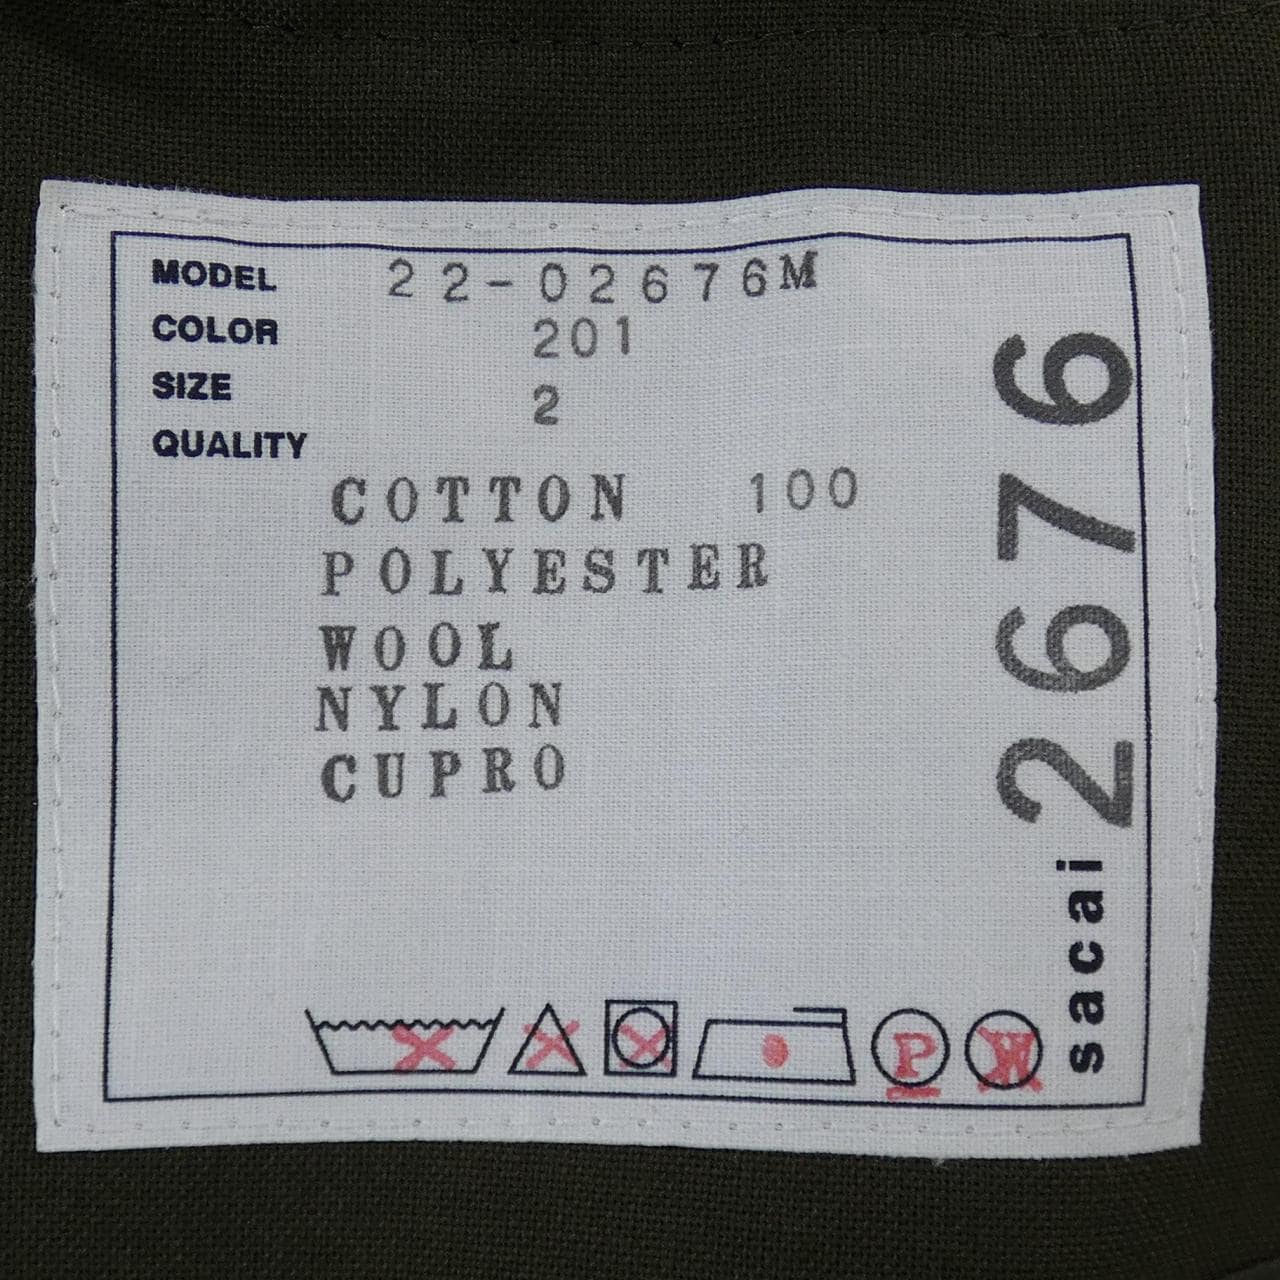 MODEL 22-02676M
COLOR 201
SIZE 2
QUALITY
COTTON 100
POLYESTER
WOOL
NYLON
CUPRO
P W
sacai 2676